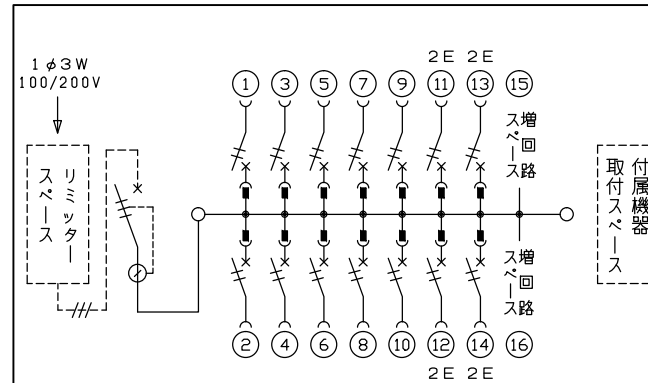 1φ3W
100/200V
リミッター
スペース
2E 2E
1 3 5 7 9 11 13 15
増回路
スペース
増回路
スペース
2 4 6 8 10 12 14 16
2E 2E
付属機器
取付スペース